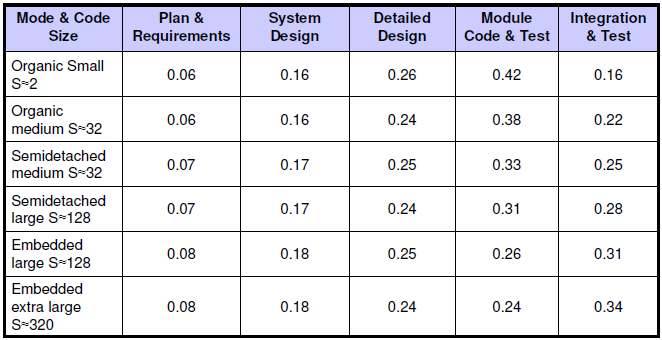 Mode & Code Plan & System Detailed Module Integration
Size Requirements Design Design Code & Test & Test
Organic Small
S≈2 0.06 0.16 0.26 0.42 0.16
Organic
medium S≈32 0.06 0.16 0.24 0.38 0.22
Semidetached
medium S≈32 0.07 0.17 0.25 0.33 0.25
Semidetached
large S≈128 0.07 0.17 0.24 0.31 0.28
Embedded
large S≈128 0.08 0.18 0.25 0.26 0.31
Embedded
extra large 0.08 0.18 0.24 0.24 0.34
S≈320